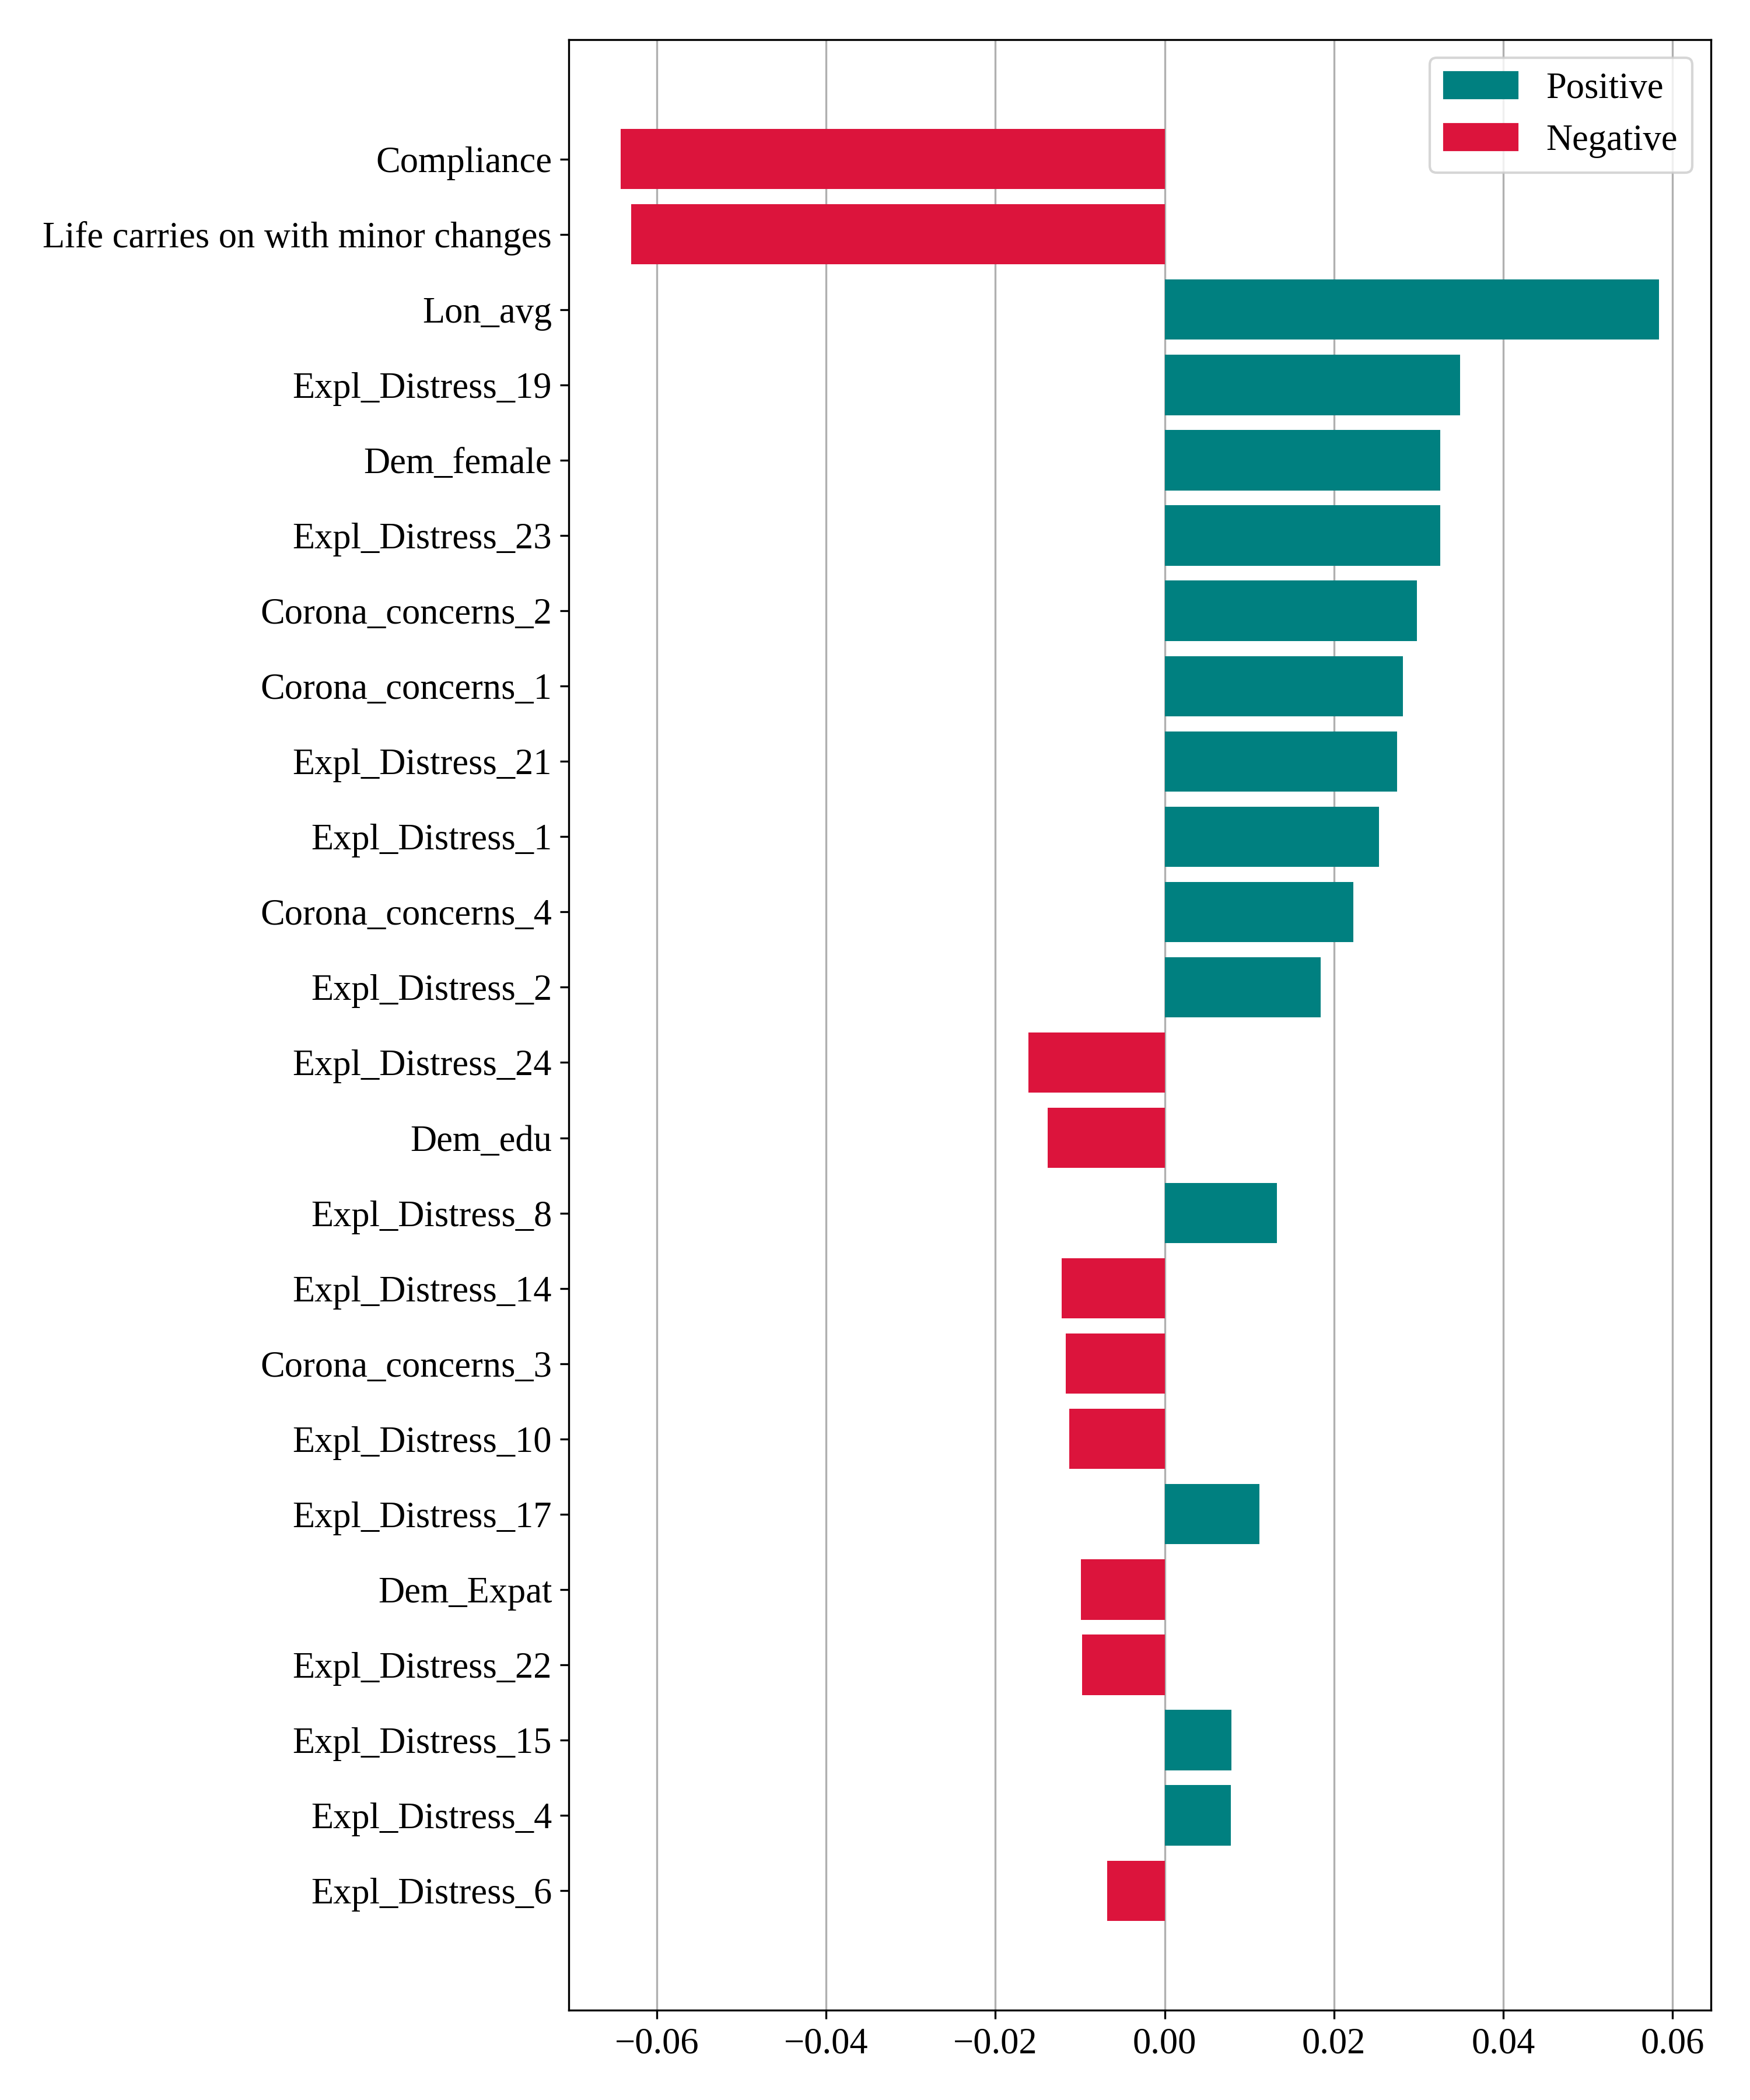 Positive
Negative
Compliance
Life carries on with minor changes
Lon_avg
Expl_Distress_19
Dem_female
Expl_Distress_23
Corona_concerns_2
Corona_concerns_1
Expl_Distress_21
Expl_Distress_1
Corona_concerns_4
Expl_Distress_2
Expl_Distress_24
Dem_edu
Expl_Distress_8
Expl_Distress_14
Corona_concerns_3
Expl_Distress_10
Expl_Distress_17
Dem_Expat
Expl_Distress_22
Expl_Distress_15
Expl_Distress_4
Expl_Distress_6
−0.06 −0.04 −0.02 0.00 0.02 0.04 0.06